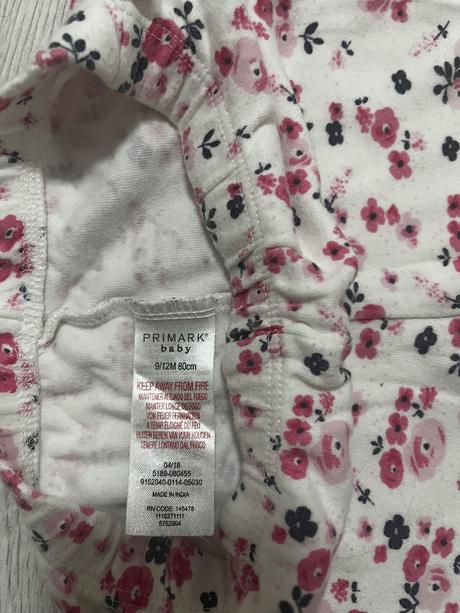 PRIMARK®
baby
9/12M 80cm
KEEP AWAY FROM FIRE
MANTENER ALEJADO DEL FUEGO
MANTER LONGE DO FOGO
VON FEUER FERNHALTEN
À TENIR ÉLOIGNÉ DU FEU
BUITEN BEREIK VAN VUUR HOUDEN
TENERE LONTANO DAL FUOCO
04/18
5189-080455
9152040-0114-05030
MADE IN INDIA
RN CODE: 145478
1118271111
5762904